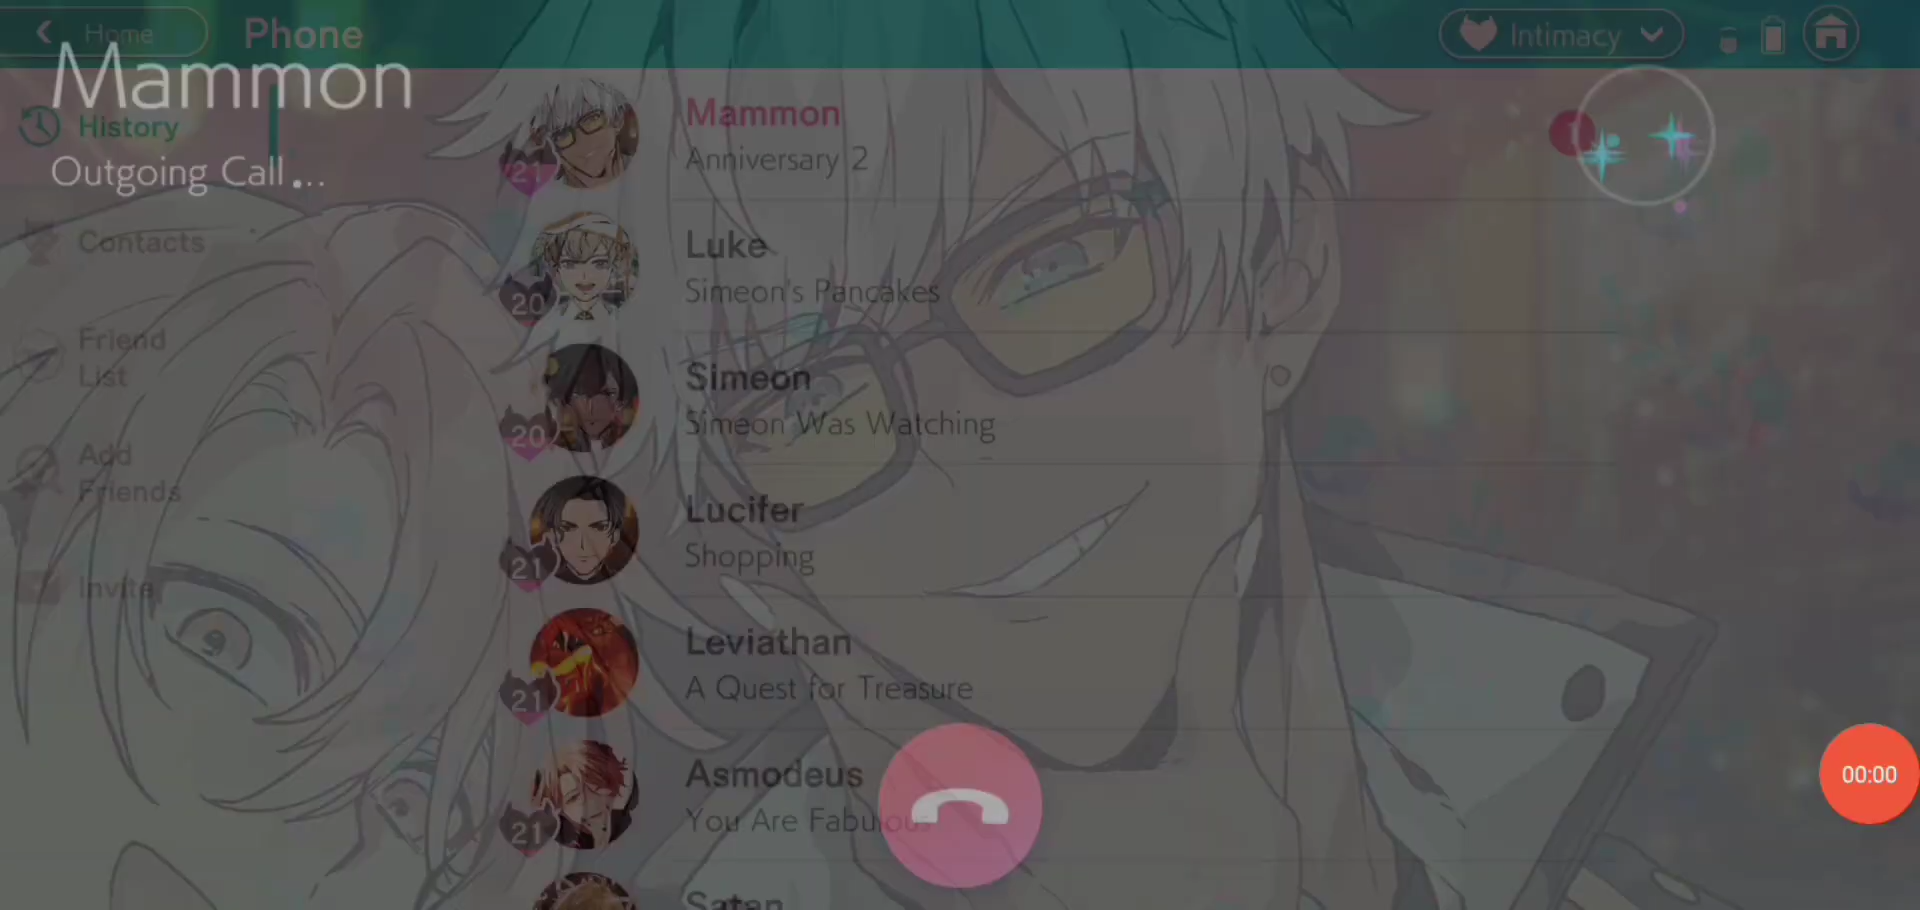 Home
Phone
Intimacy
Mammon
Outgoing Call ...
History
Contacts
Friend
List
Add
Friends
Invite
21
Mammon
Anniversary 2
20
Luke
Simeon's Pancakes
20
Simeon
Simeon Was Watching
21
Lucifer
Shopping
21
Leviathan
A Quest for Treasure
21
Asmodeus
You Are Fabulous
Satan
00:00